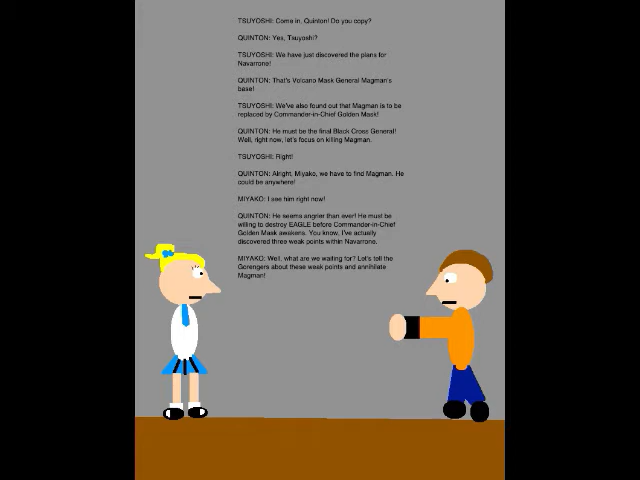 TSUYOSHI: Come in, Quinton! Do you copy?
QUINTON: Yes, Tsuyoshi?
TSUYOSHI: We have just discovered the plans for
Navarrone!
QUINTON: That's Volcano Mask General Magman's
base!
TSUYOSHI: We've also found out that Magman is to be
replaced by Commander-in-Chief Golden Mask!
QUINTON: He must be the final Black Cross General!
Well, right now, let's focus on killing Magman.
TSUYOSHI: Right!
QUINTON: Alright, Miyako, we have to find Magman. He
could be anywhere!
MIYAKO: I see him right now!
QUINTON: He seems angrier than ever! He must be
willing to destroy EAGLE before Commander-in-Chief
Golden Mask awakens. You know, I've actually
discovered three weak points within Navarrone.
MIYAKO: Well, what are we waiting for? Let's tell the
Gorengers about these weak points and annihilate
Magman!